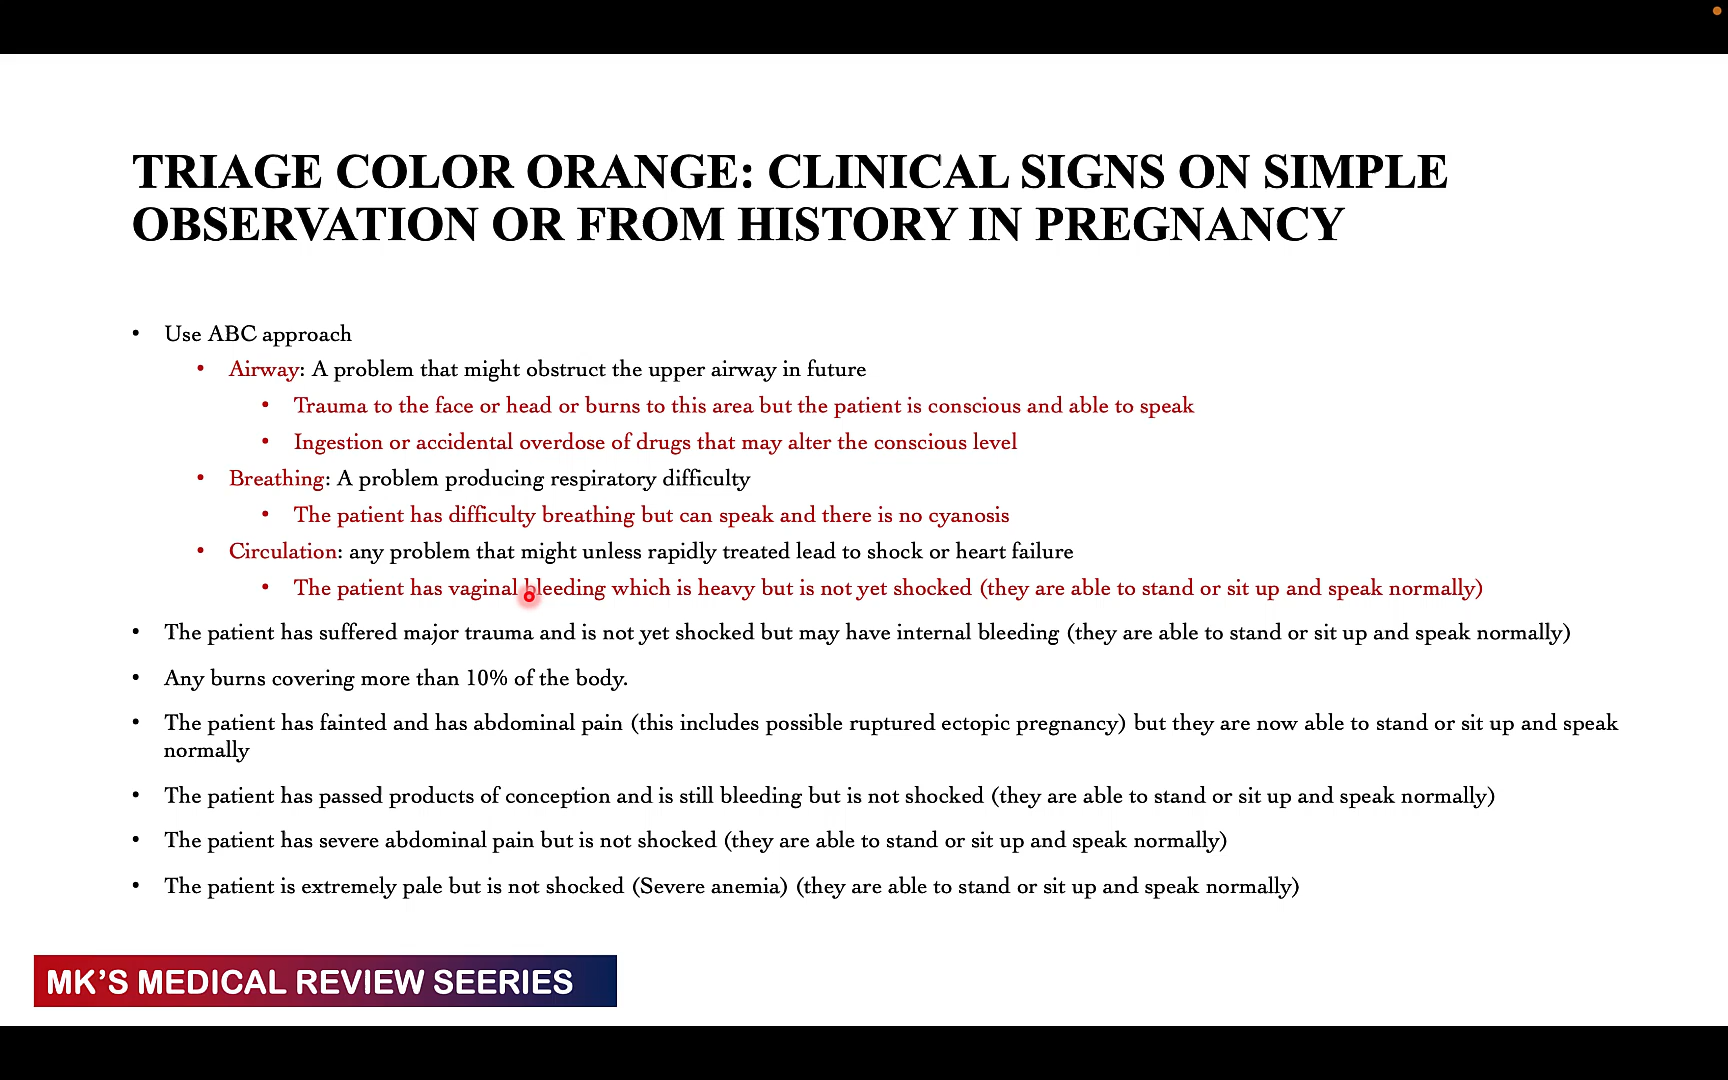 TRIAGE COLOR ORANGE: CLINICAL SIGNS ON SIMPLE
OBSERVATION OR FROM HISTORY IN PREGNANCY
• Use ABC approach
• Airway: A problem that might obstruct the upper airway in future
• Trauma to the face or head or burns to this area but the patient is conscious and able to speak
• Ingestion or accidental overdose of drugs that may alter the conscious level
• Breathing: A problem producing respiratory difficulty
• The patient has difficulty breathing but can speak and there is no cyanosis
• Circulation: any problem that might unless rapidly treated lead to shock or heart failure
• The patient has vaginal bleeding which is heavy but is not yet shocked (they are able to stand or sit up and speak normally)
• The patient has suffered major trauma and is not yet shocked but may have internal bleeding (they are able to stand or sit up and speak normally)
• Any burns covering more than 10% of the body.
• The patient has fainted and has abdominal pain (this includes possible ruptured ectopic pregnancy) but they are now able to stand or sit up and speak
normally
• The patient has passed products of conception and is still bleeding but is not shocked (they are able to stand or sit up and speak normally)
• The patient has severe abdominal pain but is not shocked (they are able to stand or sit up and speak normally)
• The patient is extremely pale but is not shocked (Severe anemia) (they are able to stand or sit up and speak normally)
MK'S MEDICAL REVIEW SEERIES